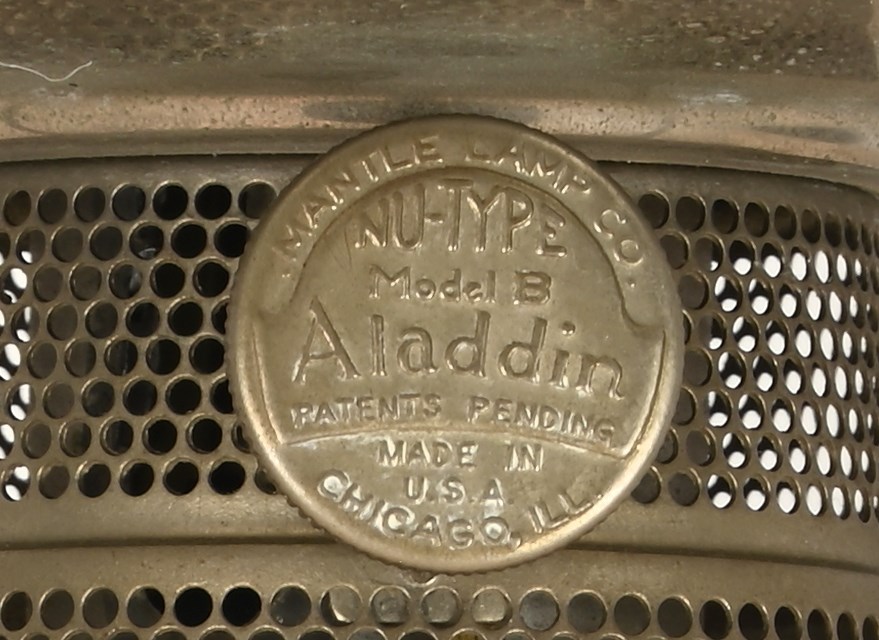 MANTLE LAMP CO.
NU-TYPE
Model B
Aladdin
PATENTS PENDING
MADE IN
U.S.A
CHICAGO, ILL.